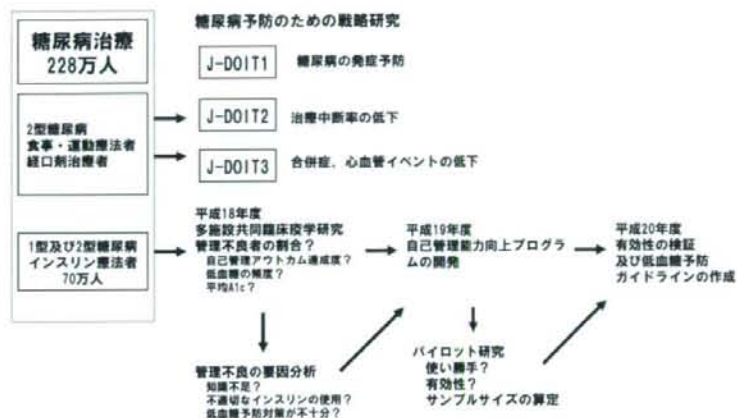 糖尿病予防のための戦略研究
糖尿病治療
228万人
J-DOIT1
糖尿病の発症予防
2型糖尿病
食事・運動療法者
経口剤治療者
J-DOIT2
治療中断率の低下
J-DOIT3
合併症、心血管イベントの低下
1型及び2型糖尿病
インスリン療法者
70万人
平成18年度
多施設共同臨床疫学研究
管理不良者の割合?
自己管理アウトカム達成度?
低血糖の頻度?
平均A1c?
平成19年度
自己管理能力向上プログラ
ムの開発
平成20年度
有効性の検証
及び低血糖予防
ガイドラインの作成
管理不良の要因分析
知識不足?
不適切なインスリンの使用?
低血糖予防対策が不十分?
パイロット研究
使い勝手?
有効性?
サンプルサイズの算定